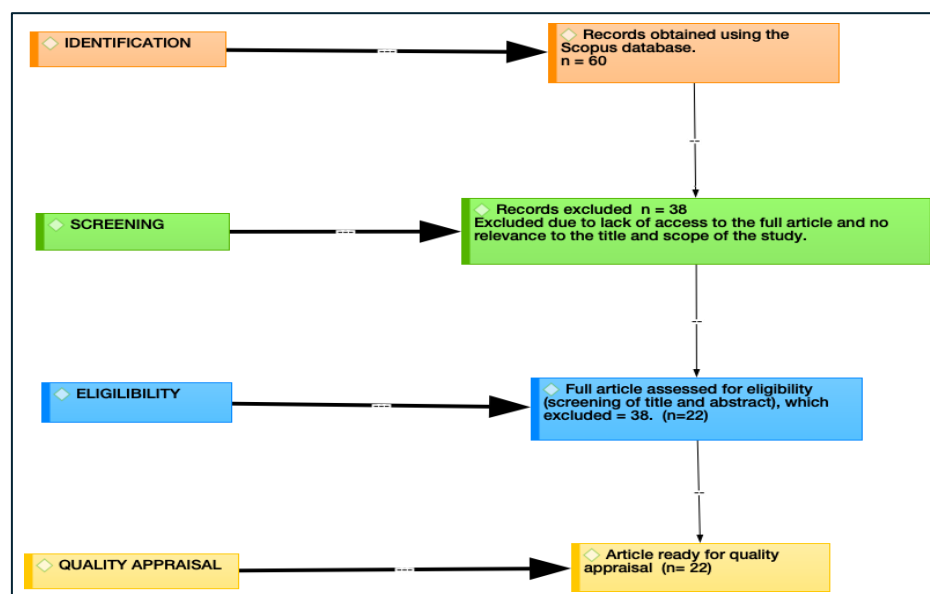 IDENTIFICATION
Records obtained using the
Scopus database.
n = 60
SCREENING
Records excluded  n = 38
Excluded due to lack of access to the full article and no
relevance to the title and scope of the study.
ELIGILIBILITY
Full article assessed for eligibility
(screening of title and abstract), which
excluded = 38.  (n=22)
QUALITY APPRAISAL
Article ready for quality
appraisal  (n= 22)